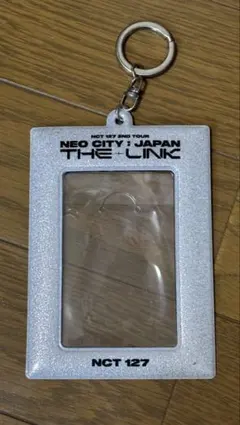 NCT 127 2ND TOUR
NEO CITY : JAPAN
THE LINK
NCT 127